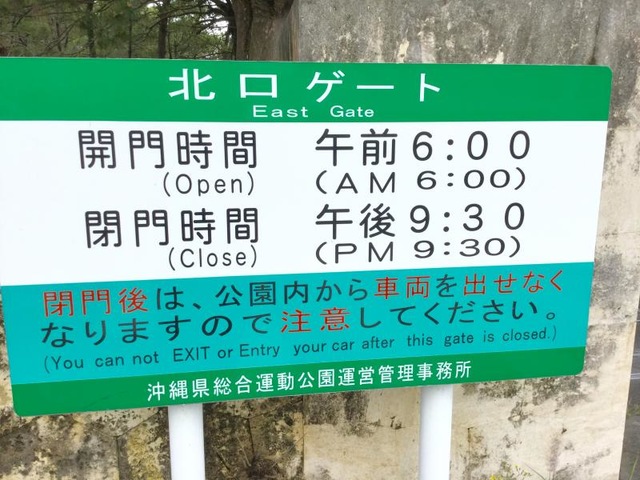 北口ゲート
East Gate
開門時間 午前 6:00
(Open) (AM 6:00)
閉門時間 午後 9:30
(Close) (PM 9:30)
閉門後は、公園内から車両を出せなく
なりますので注意してください。
(You can not EXIT or Entry your car after this gate is closed.)
沖縄県総合運動公園運営管理事務所